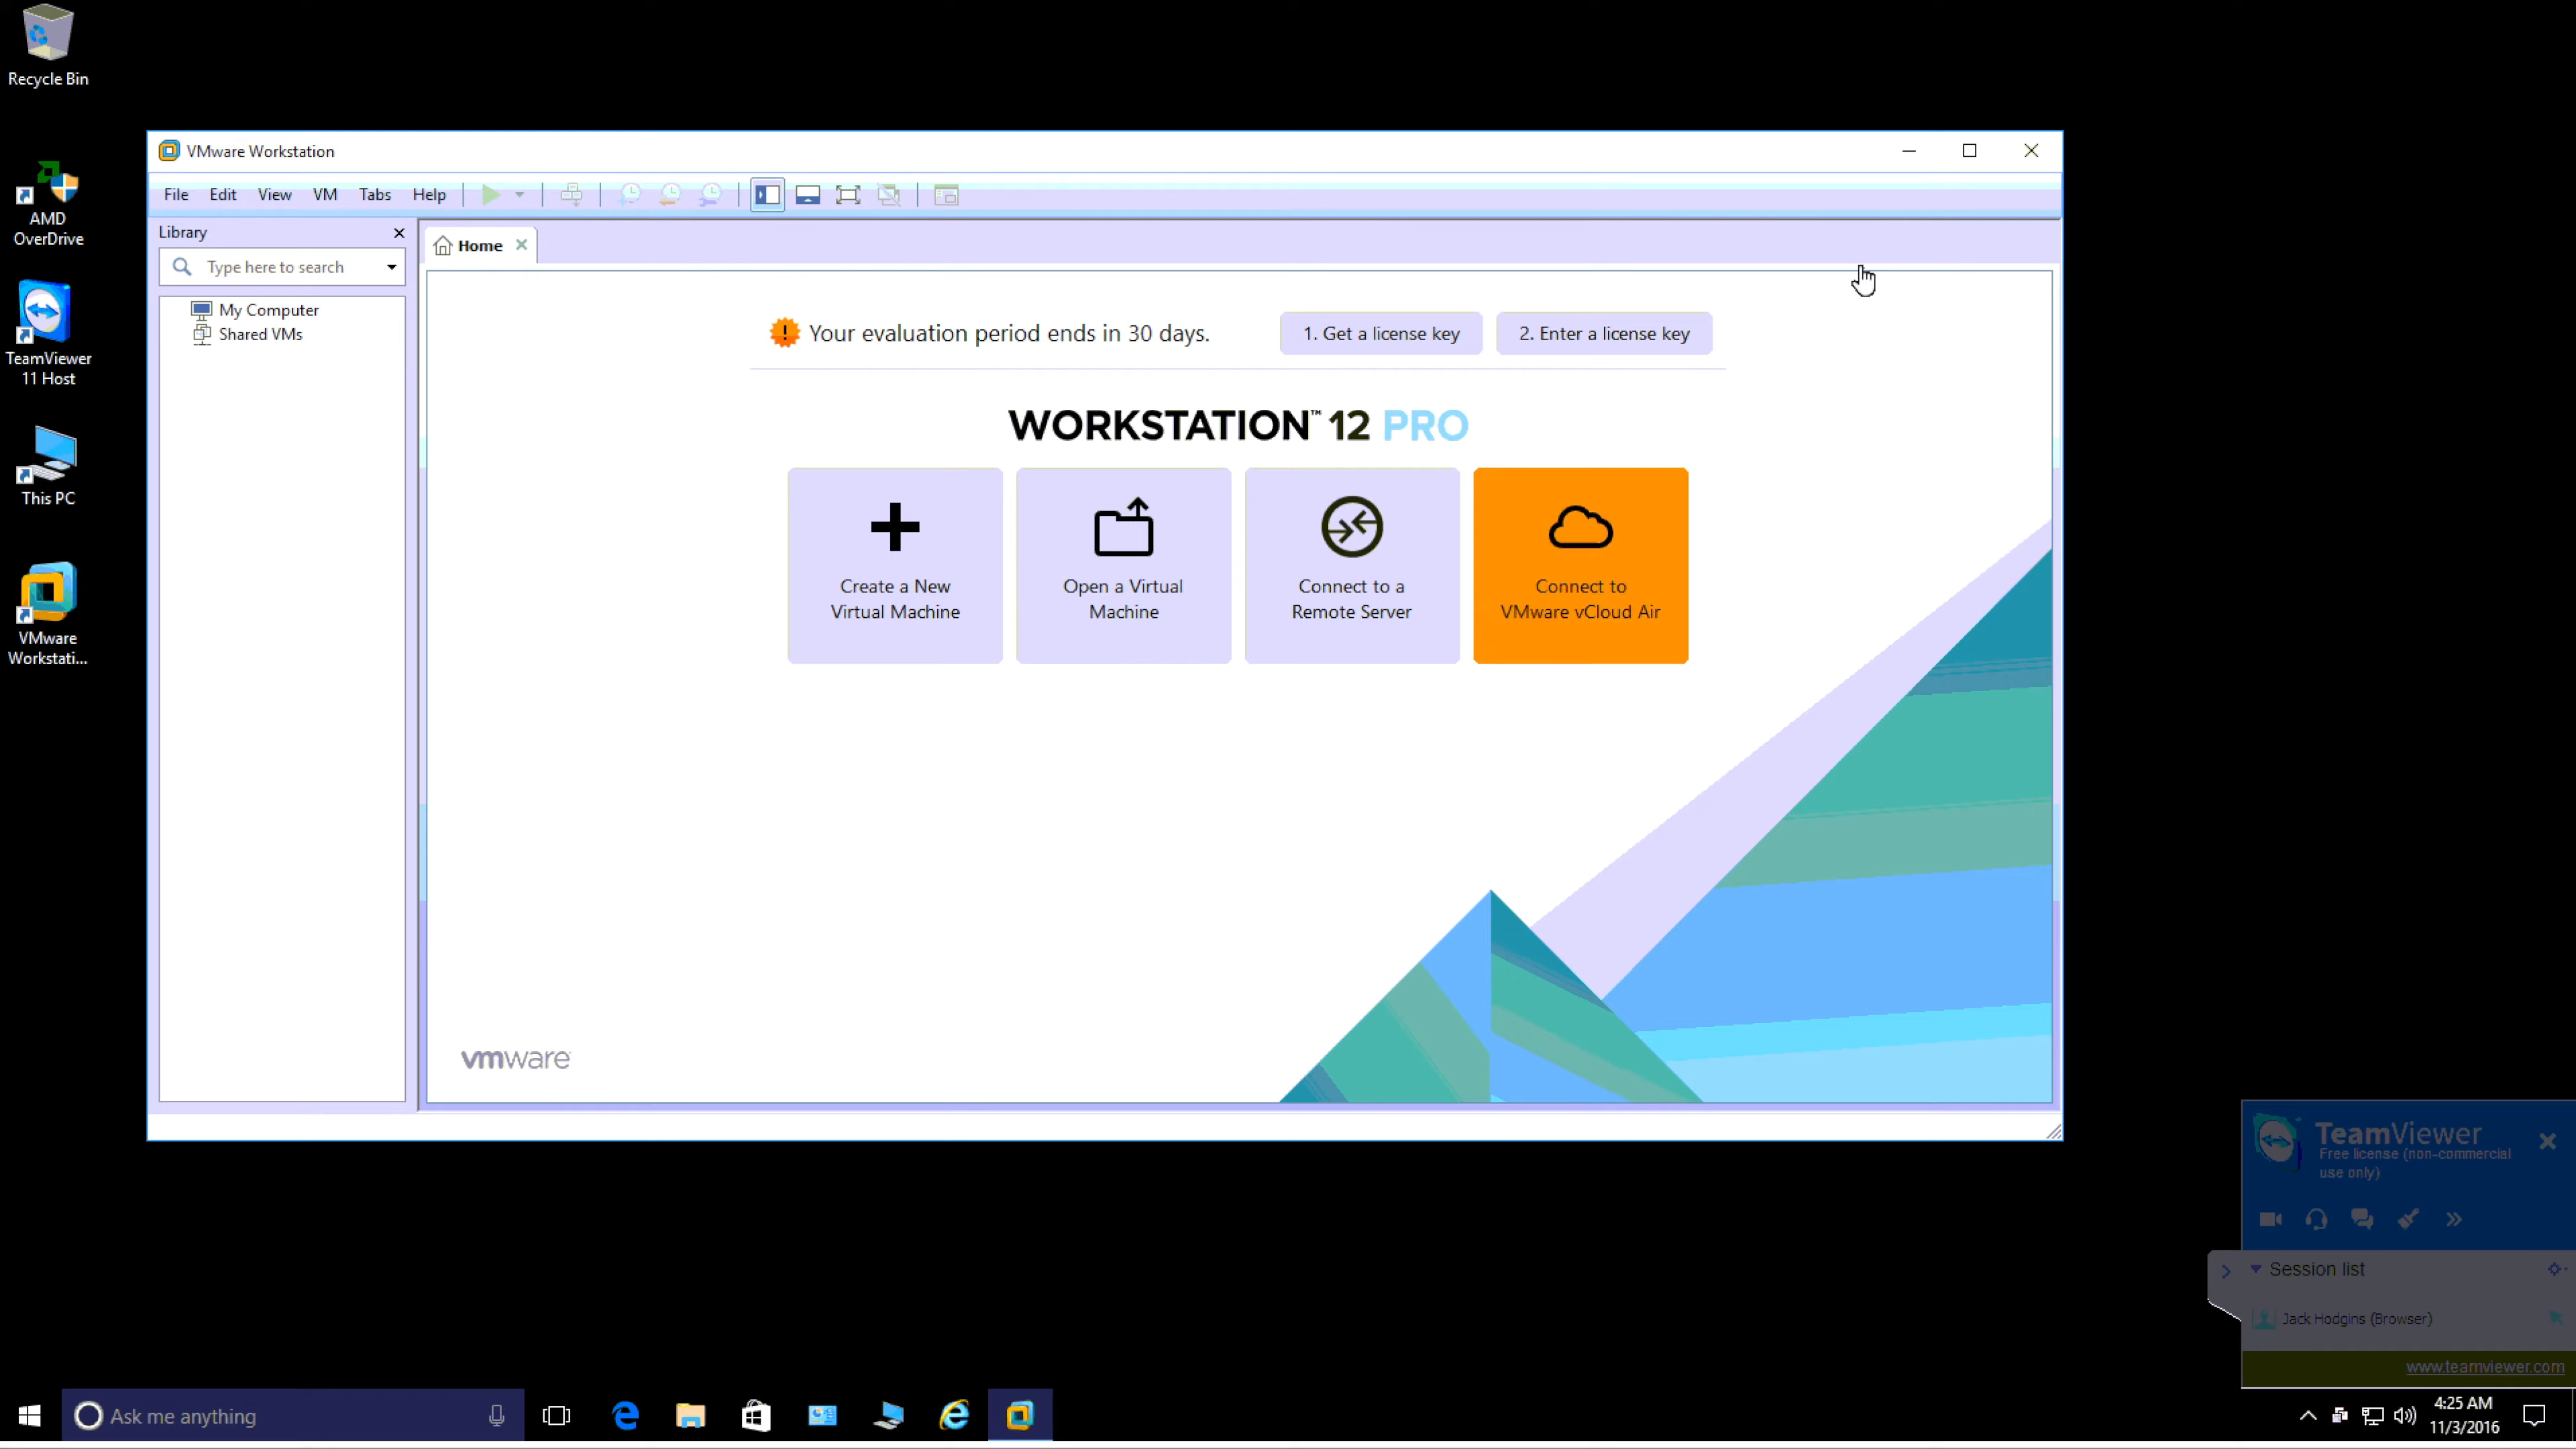 Recycle Bin
AMD
OverDrive
TeamViewer
11 Host
This PC
VMware
Workstati...
VMware Workstation
File Edit View VM Tabs Help
Library
Type here to search
My Computer
Shared VMs
Home
Your evaluation period ends in 30 days.
1. Get a license key
2. Enter a license key
WORKSTATION™ 12 PRO
Create a New
Virtual Machine
Open a Virtual
Machine
Connect to a
Remote Server
Connect to
VMware vCloud Air
vmware
TeamViewer
Free license (non-commercial
use only)
Session list
Jack Hodgins (Browser)
www.teamviewer.com
Ask me anything
4:25 AM
11/3/2016